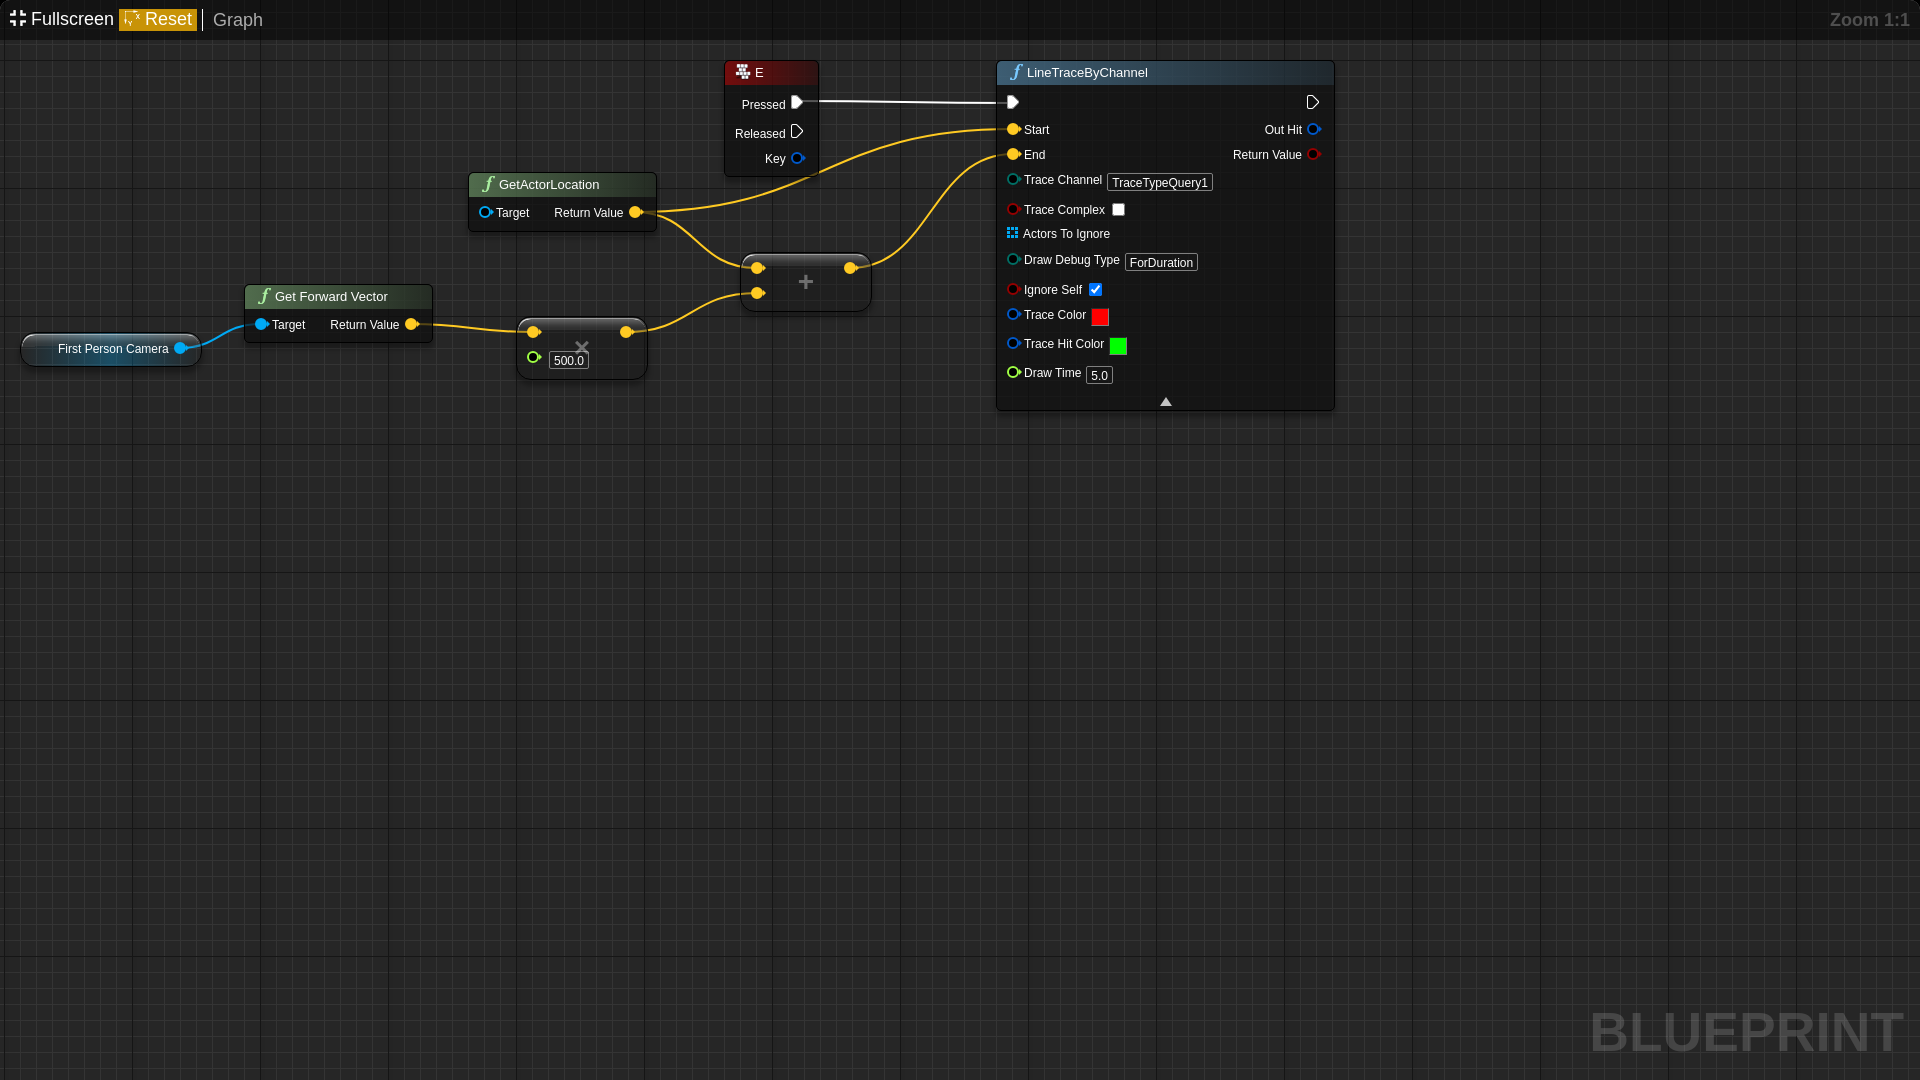 Fullscreen Reset Graph Zoom 1:1
E
Pressed
Released
Key
LineTraceByChannel
Start Out Hit
End Return Value
Trace Channel TraceTypeQuery1
Trace Complex
Actors To Ignore
Draw Debug Type ForDuration
Ignore Self
Trace Color
Trace Hit Color
Draw Time 5.0
GetActorLocation
Target Return Value
+
Get Forward Vector
Target Return Value
First Person Camera
×
500.0
BLUEPRINT